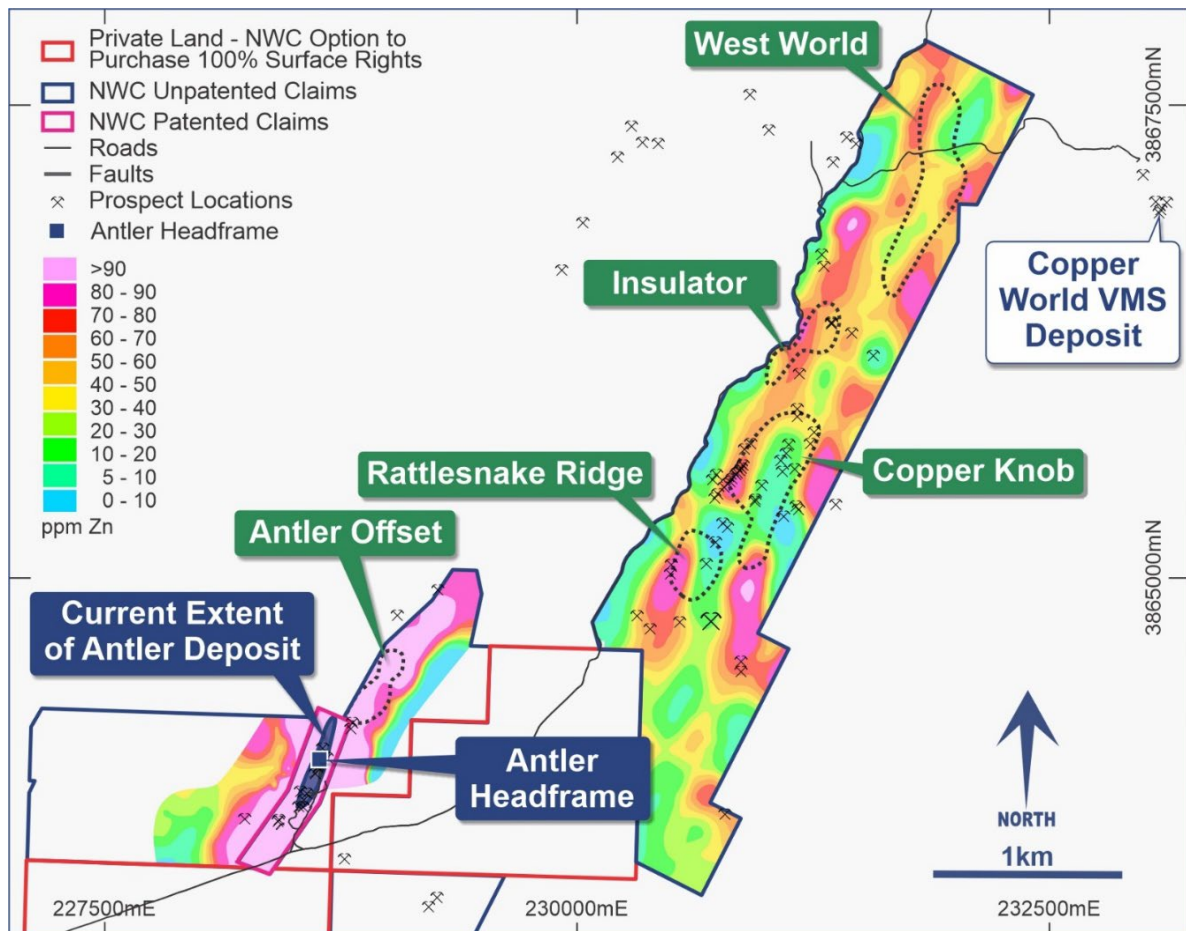 Private Land - NWC Option to
Purchase 100% Surface Rights
NWC Unpatented Claims
NWC Patented Claims
Roads
Faults
Prospect Locations
Antler Headframe
>90
80 - 90
70 - 80
60 - 70
50 - 60
40 - 50
30 - 40
20 - 30
10 - 20
5 - 10
0 - 10
ppm Zn
West World
Insulator
Rattlesnake Ridge
Copper Knob
Antler Offset
Current Extent
of Antler Deposit
Antler
Headframe
Copper
World VMS
Deposit
3867500mN
3865000mN
NORTH
1km
227500mE
230000mE
232500mE